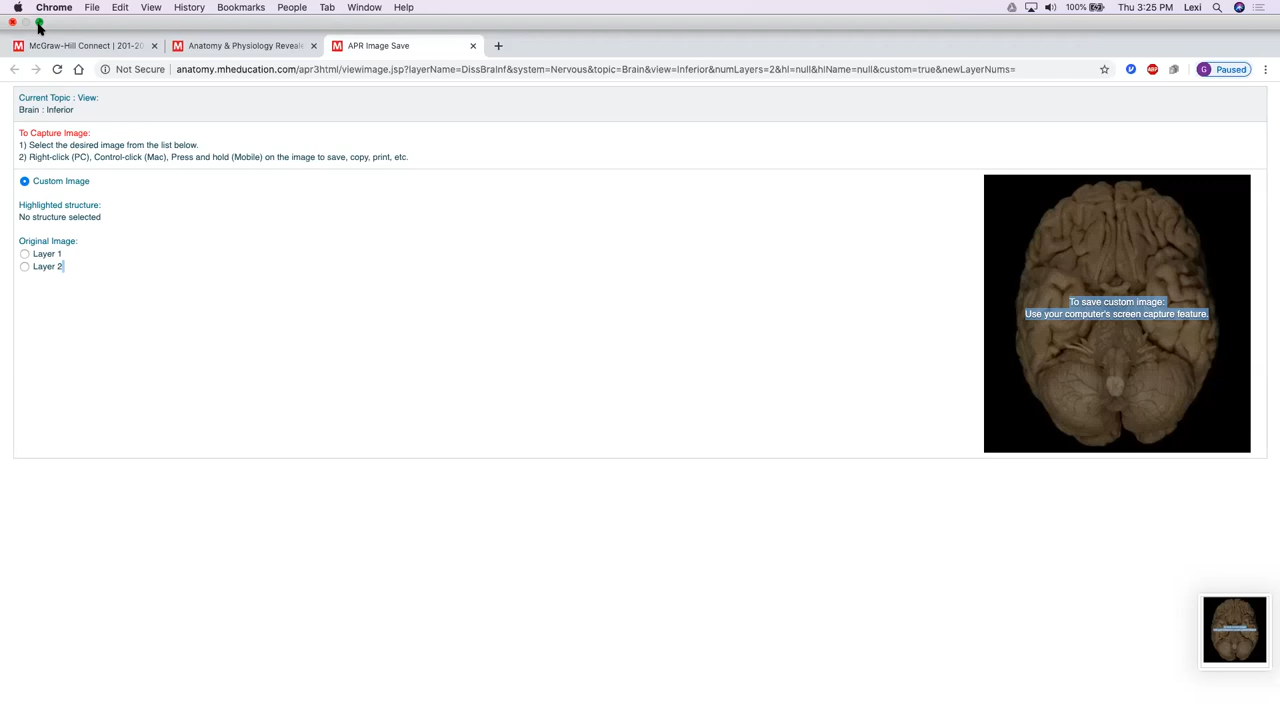 Chrome File Edit View History Bookmarks People Tab Window Help 100% Thu 3:25 PM Lexi
McGraw-Hill Connect | 201-20 Anatomy & Physiology Reveale APR Image Save
Not Secure anatomy.mheducation.com/apr3html/viewimage.jsp?layerName=DissBraInf&system=Nervous&topic=Brain&view=Inferior&numLayers=2&hl=null&hlName=null&custom=true&newLayerNums= ABP G Paused
Current Topic : View:
Brain : Inferior
To Capture Image:
1) Select the desired image from the list below.
2) Right-click (PC), Control-click (Mac), Press and hold (Mobile) on the image to save, copy, print, etc.
Custom Image
Highlighted structure:
No structure selected
Original Image:
Layer 1
Layer 2
To save custom image:
Use your computer's screen capture feature.